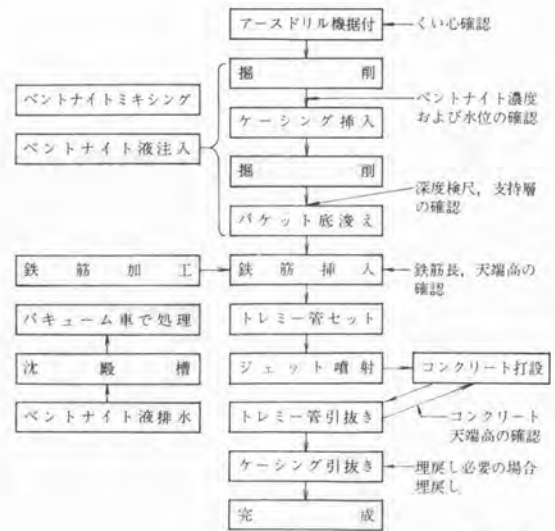 アースドリル機据付
くい心確認
掘削
ベントナイトミキシング
ベントナイト濃度
および水位の確認
ケーシング挿入
ベントナイト液注入
掘削
深度検尺，支持層
の確認
バケット底浚え
鉄筋加工
鉄筋挿入
鉄筋長，天端高の
確認
バキューム車で処理
トレミー管セット
沈殿槽
ジェット噴射
コンクリート打設
ベントナイト液排水
トレミー管引抜き
コンクリート
天端高の確認
ケーシング引抜き
埋戻し必要の場合
埋戻し
完成